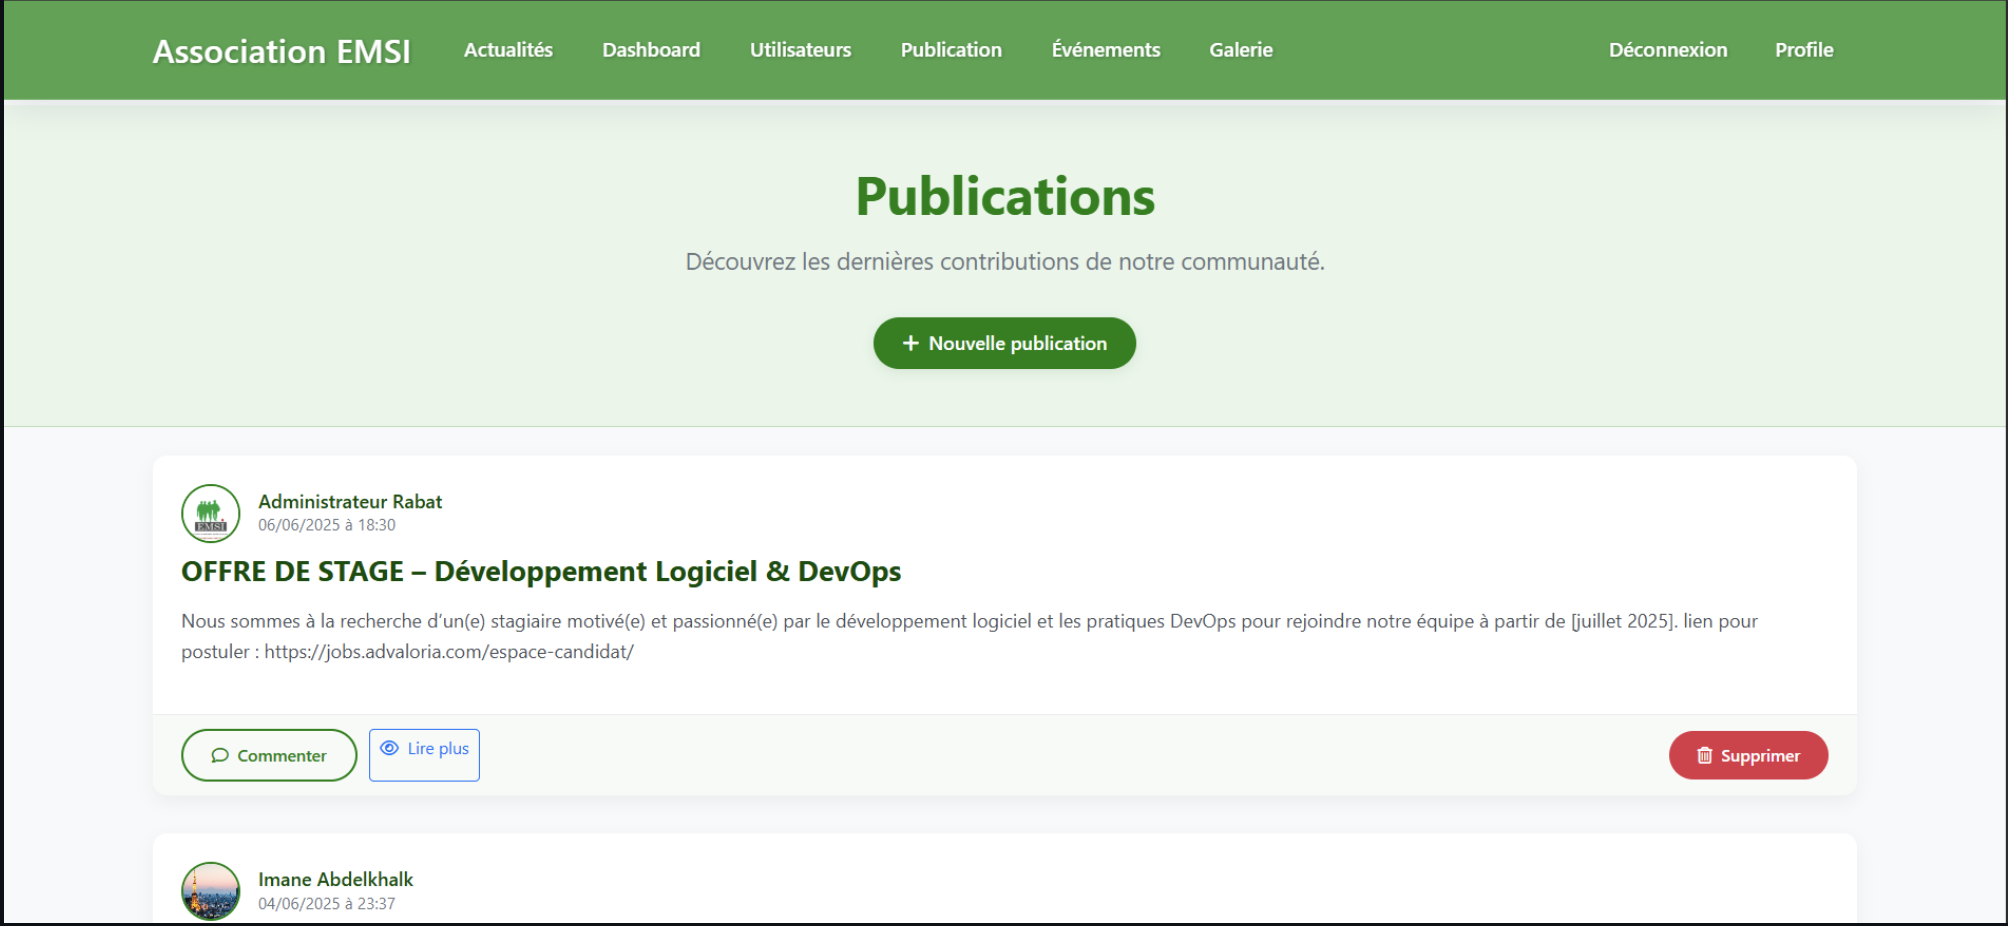 Association EMSI Actualités Dashboard Utilisateurs Publication Événements Galerie Déconnexion Profile
Publications
Découvrez les dernières contributions de notre communauté.
+ Nouvelle publication
Administrateur Rabat
06/06/2025 à 18:30
EMSI
OFFRE DE STAGE – Développement Logiciel & DevOps
Nous sommes à la recherche d’un(e) stagiaire motivé(e) et passionné(e) par le développement logiciel et les pratiques DevOps pour rejoindre notre équipe à partir de [juillet 2025]. lien pour
postuler : https://jobs.advaloria.com/espace-candidat/
Commenter Lire plus Supprimer
Imane Abdelkhalk
04/06/2025 à 23:37